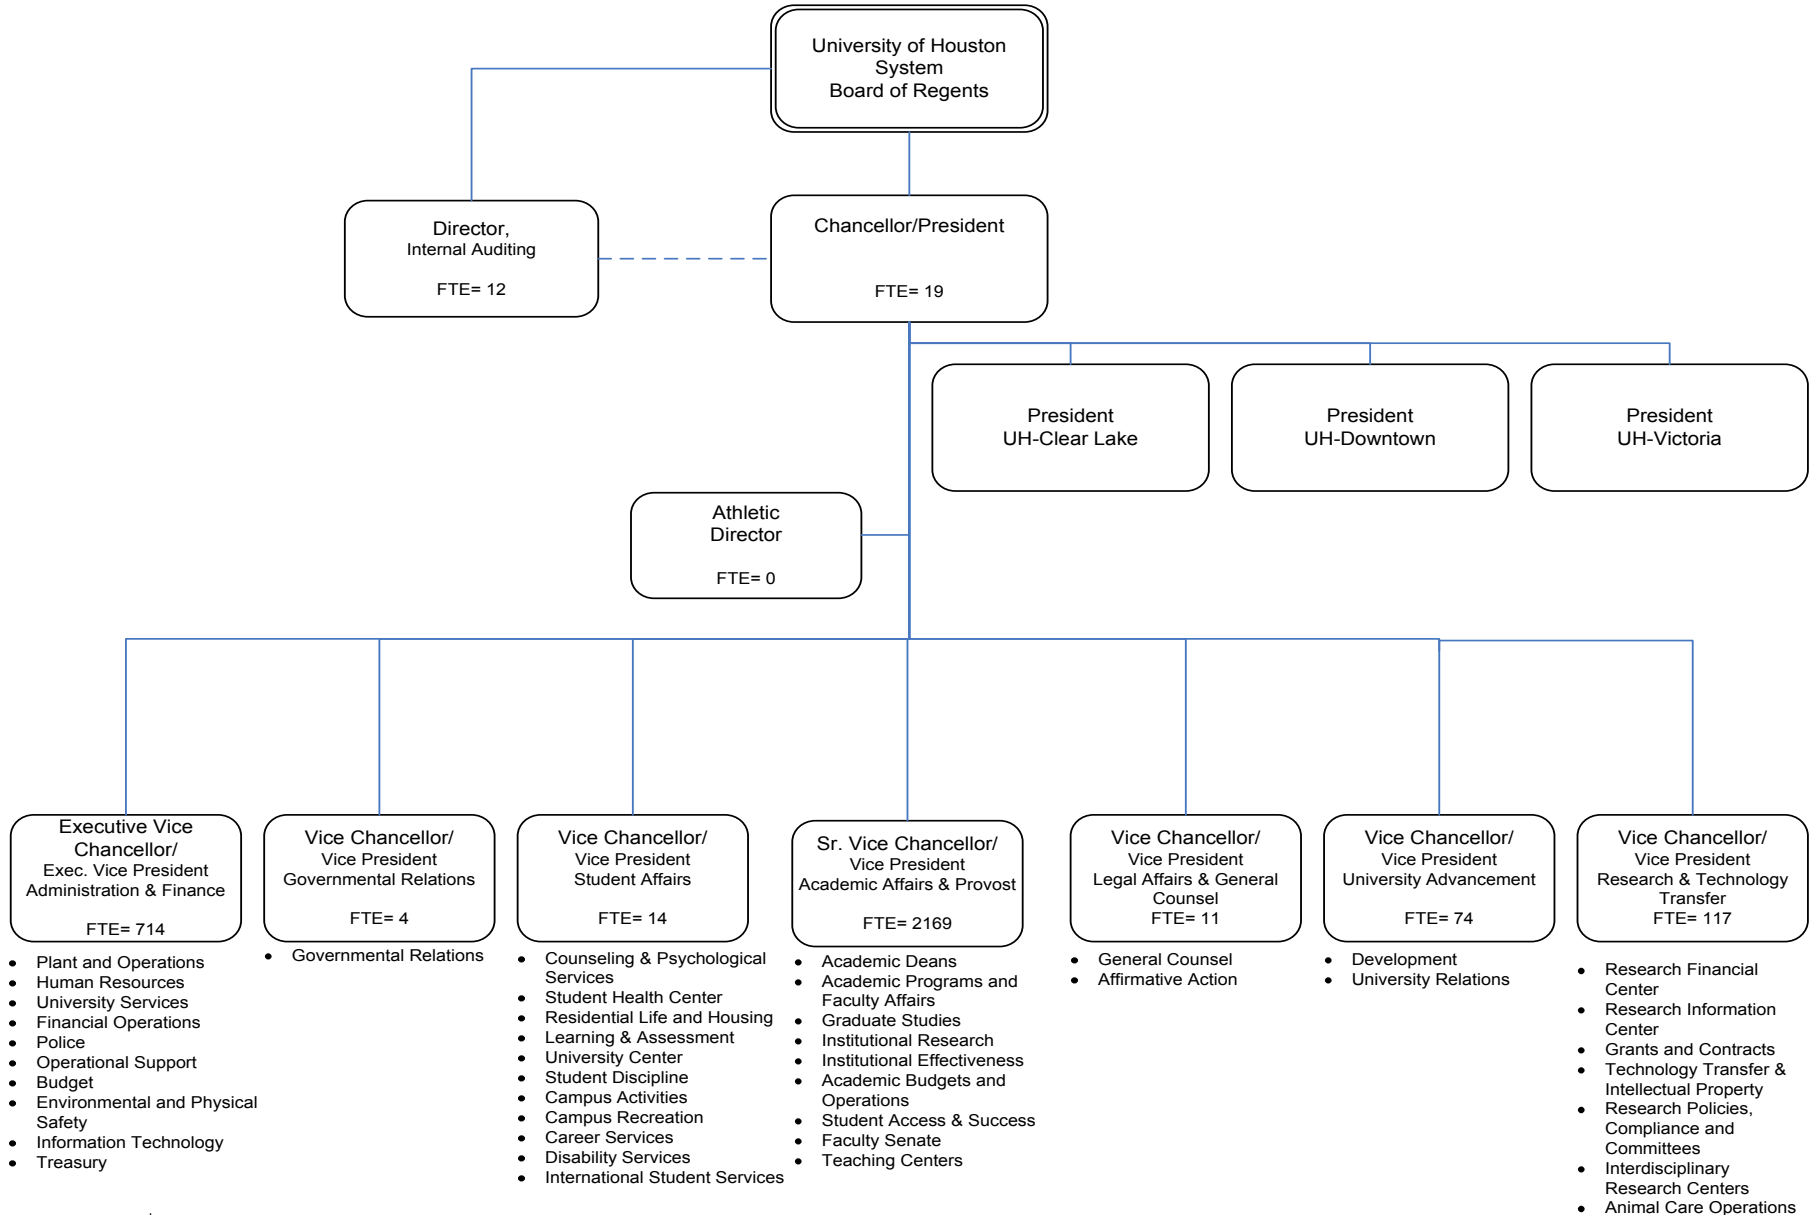 University of Houston
System
Board of Regents
Director,
Internal Auditing
FTE= 12
Chancellor/President
FTE= 19
President
UH-Clear Lake
President
UH-Downtown
President
UH-Victoria
Athletic
Director
FTE= 0
Executive Vice
Chancellor/
Exec. Vice President
Administration & Finance
FTE= 714
• Plant and Operations
• Human Resources
• University Services
• Financial Operations
• Police
• Operational Support
• Budget
• Environmental and Physical
Safety
• Information Technology
• Treasury
Vice Chancellor/
Vice President
Governmental Relations
FTE= 4
• Governmental Relations
Vice Chancellor/
Vice President
Student Affairs
FTE= 14
• Counseling & Psychological
Services
• Student Health Center
• Residential Life and Housing
• Learning & Assessment
• University Center
• Student Discipline
• Campus Activities
• Campus Recreation
• Career Services
• Disability Services
• International Student Services
Sr. Vice Chancellor/
Vice President
Academic Affairs & Provost
FTE= 2169
• Academic Deans
• Academic Programs and
Faculty Affairs
• Graduate Studies
• Institutional Research
• Institutional Effectiveness
• Academic Budgets and
Operations
• Student Access & Success
• Faculty Senate
• Teaching Centers
Vice Chancellor/
Vice President
Legal Affairs & General
Counsel
FTE= 11
• General Counsel
• Affirmative Action
Vice Chancellor/
Vice President
University Advancement
FTE= 74
• Development
• University Relations
Vice Chancellor/
Vice President
Research & Technology
Transfer
FTE= 117
• Research Financial
Center
• Research Information
Center
• Grants and Contracts
• Technology Transfer &
Intellectual Property
• Research Policies,
Compliance and
Committees
• Interdisciplinary
Research Centers
• Animal Care Operations